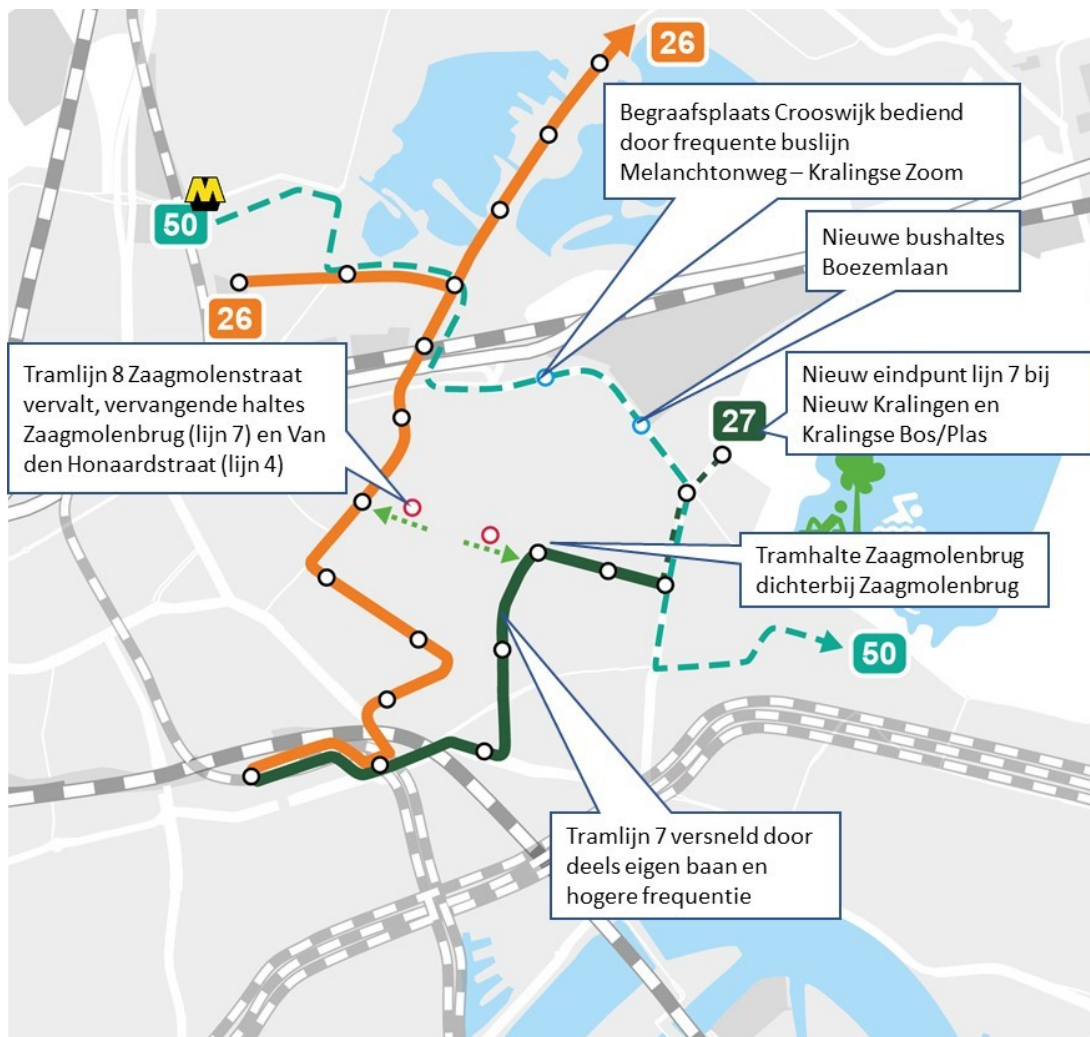 26
Begraafsplaats Crooswijk bediend
door frequente buslijn
Melanchtonweg – Kralingse Zoom
M
50
Nieuwe bushaltes
Boezemlaan
26
Tramlijn 8 Zaagmolenstraat
vervalt, vervangende haltes
Zaagmolenbrug (lijn 7) en Van
den Honaardstraat (lijn 4)
Nieuw eindpunt lijn 7 bij
Nieuw Kralingen en
Kralingse Bos/Plas
27
Tramhalte Zaagmolenbrug
dichterbij Zaagmolenbrug
50
Tramlijn 7 versneld door
deels eigen baan en
hogere frequentie